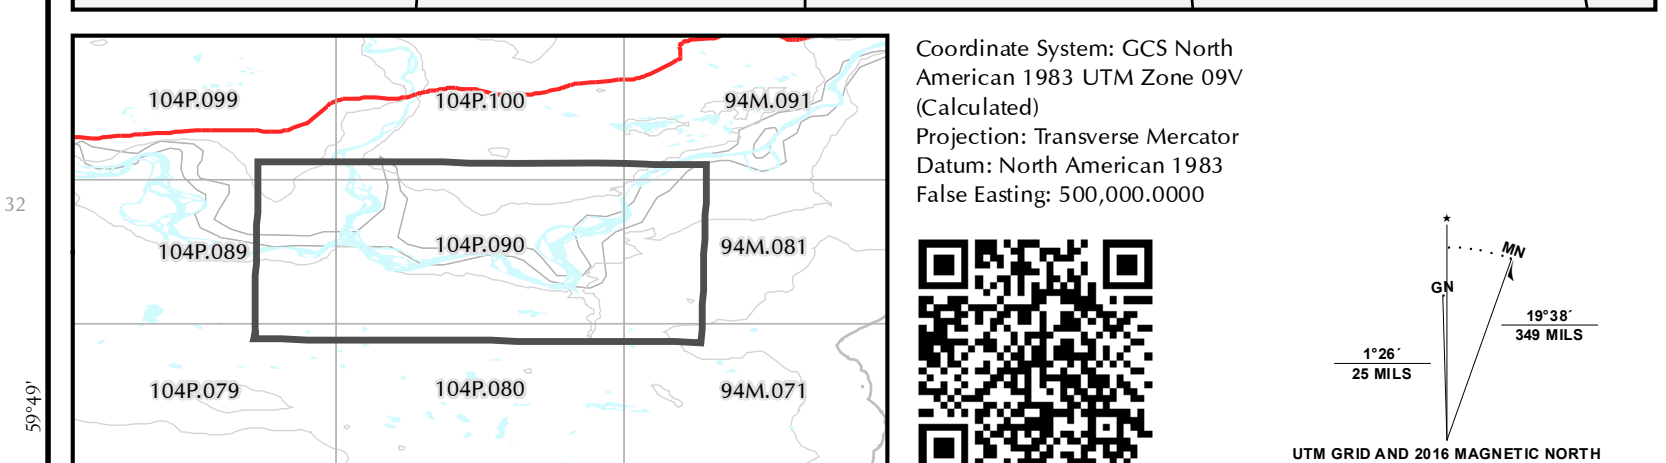 104P.099
104P.100
94M.091
32
104P.089
104P.090
94M.081
59°49'
104P.079
104P.080
94M.071
Coordinate System: GCS North
American 1983 UTM Zone 09V
(Calculated)
Projection: Transverse Mercator
Datum: North American 1983
False Easting: 500,000.0000
MN
GN
19°38´
349 MILS
1°26´
25 MILS
UTM GRID AND 2016 MAGNETIC NORTH